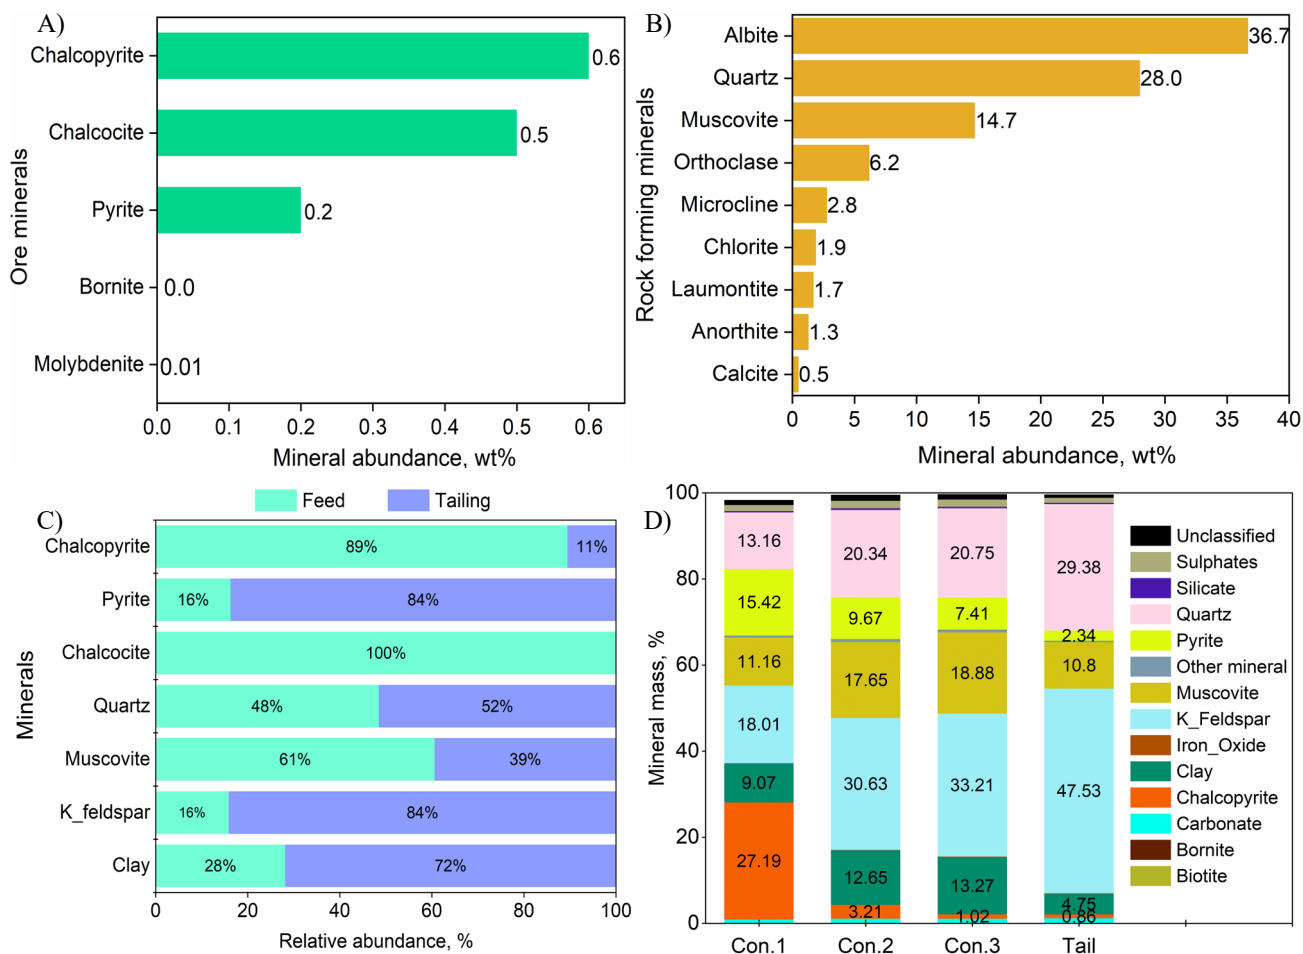 A)
Ore minerals
Chalcopyrite
0.6
Chalcocite
0.5
Pyrite
0.2
Bornite
0.0
Molybdenite
0.01
0.0 0.1 0.2 0.3 0.4 0.5 0.6
Mineral abundance, wt%
B)
Rock forming minerals
Albite
36.7
Quartz
28.0
Muscovite
14.7
Orthoclase
6.2
Microcline
2.8
Chlorite
1.9
Laumontite
1.7
Anorthite
1.3
Calcite
0.5
0 5 10 15 20 25 30 35 40
Mineral abundance, wt%
C)
Feed Tailing
Minerals
Chalcopyrite
89% 11%
Pyrite
16% 84%
Chalcocite
100%
Quartz
48% 52%
Muscovite
61% 39%
K_feldspar
16% 84%
Clay
28% 72%
0 20 40 60 80 100
Relative abundance, %
D)
Mineral mass, %
100
80
60
40
20
0
13.16
15.42
11.16
18.01
9.07
27.19
20.34
9.67
17.65
30.63
12.65
3.21
20.75
7.41
18.88
33.21
13.27
1.02
29.38
2.34
10.8
47.53
4.75
0.86
Con.1 Con.2 Con.3 Tail
Unclassified
Sulphates
Silicate
Quartz
Pyrite
Other mineral
Muscovite
K_Feldspar
Iron_Oxide
Clay
Chalcopyrite
Carbonate
Bornite
Biotite